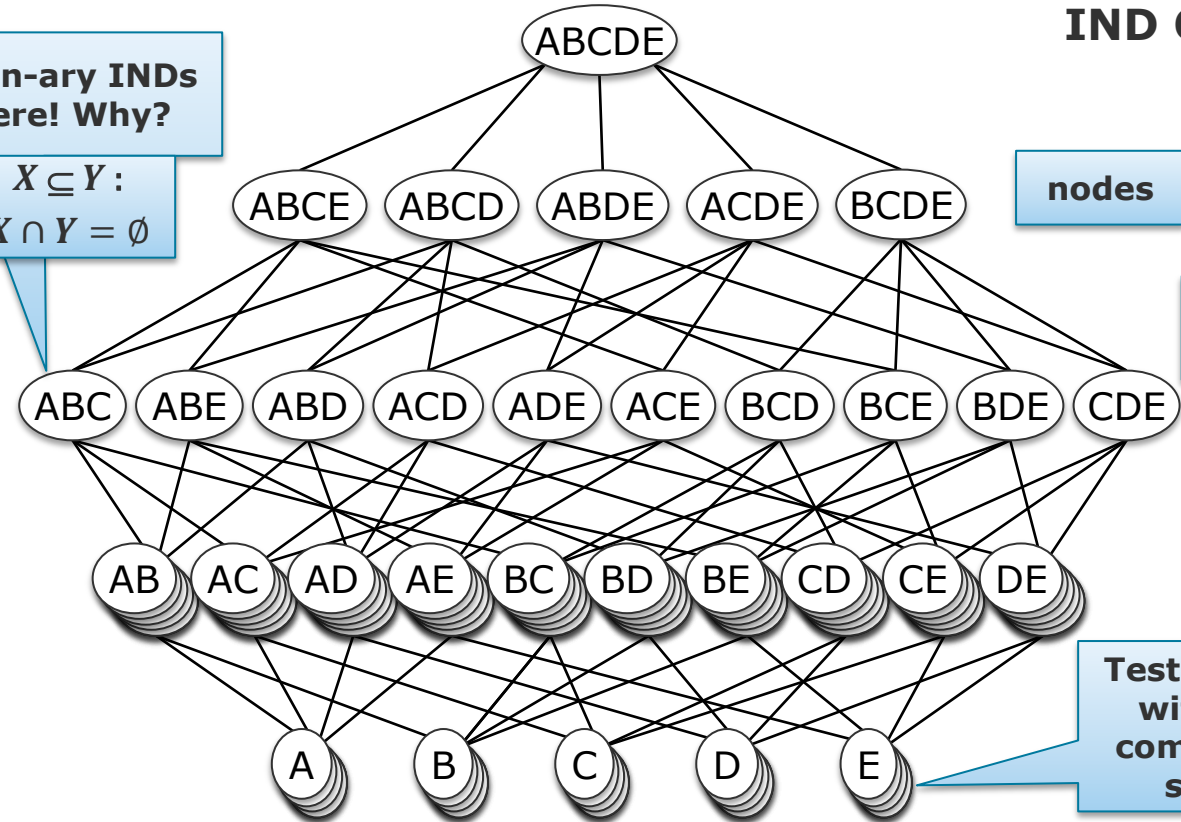 IND
ABCDE
n-ary INDs
ere! Why?
X ⊆ Y :
X ∩ Y = ∅
nodes
ABCE ABCD ABDE ACDE BCDE
ABC ABE ABD ACD ADE ACE BCD BCE BDE CDE
AB AC AD AE BC BD BE CD CE DE
A B C D E
Test
wi
com
s